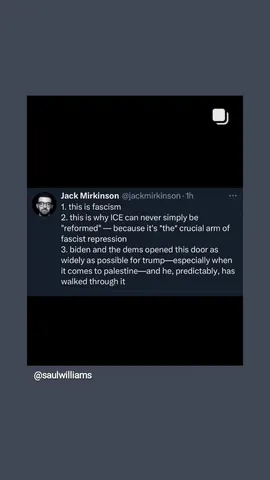 Jack Mirkinson @jackmirkinson · 1h
1. this is fascism
2. this is why ICE can never simply be
"reformed" — because it's *the* crucial arm of
fascist repression
3. biden and the dems opened this door as
widely as possible for trump—especially when
it comes to palestine—and he, predictably, has
walked through it
@saulwilliams